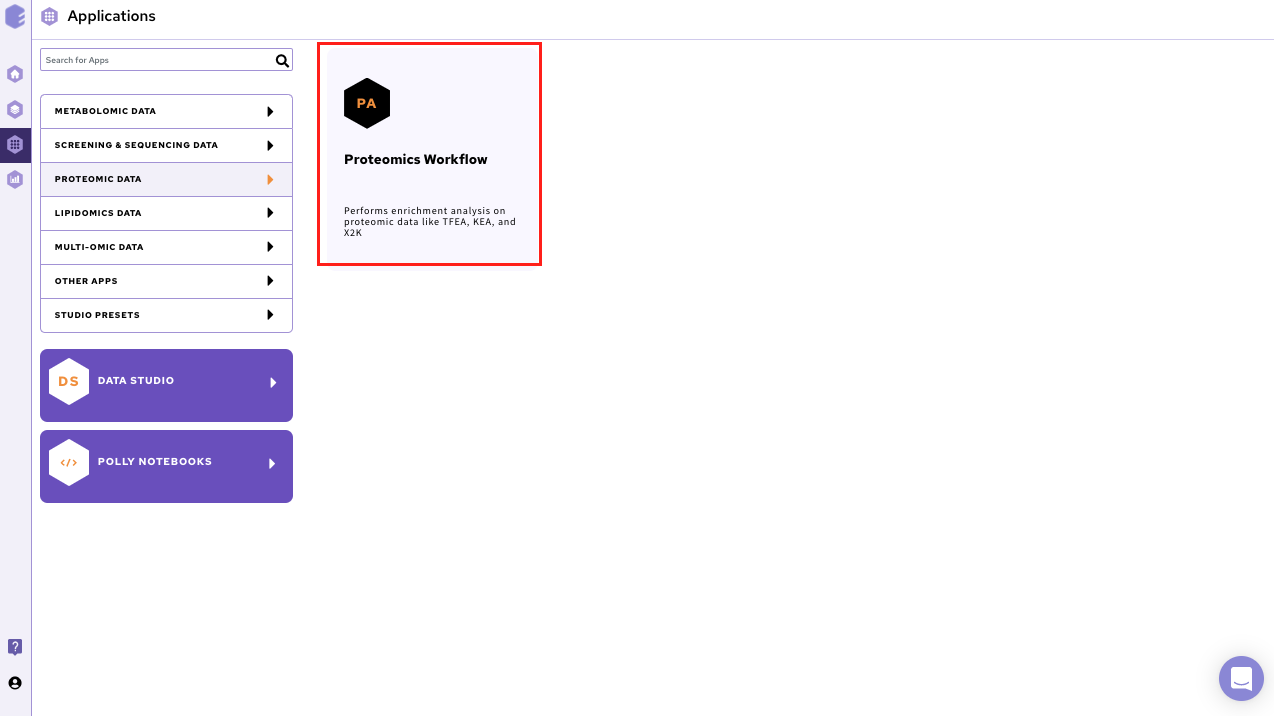 Applications
Search for Apps
METABOLOMIC DATA
SCREENING & SEQUENCING DATA
PROTEOMIC DATA
LIPIDOMICS DATA
MULTI-OMIC DATA
OTHER APPS
STUDIO PRESETS
DS DATA STUDIO
</> POLLY NOTEBOOKS
PA
Proteomics Workflow
Performs enrichment analysis on
proteomic data like TFEA, KEA, and
X2K
?